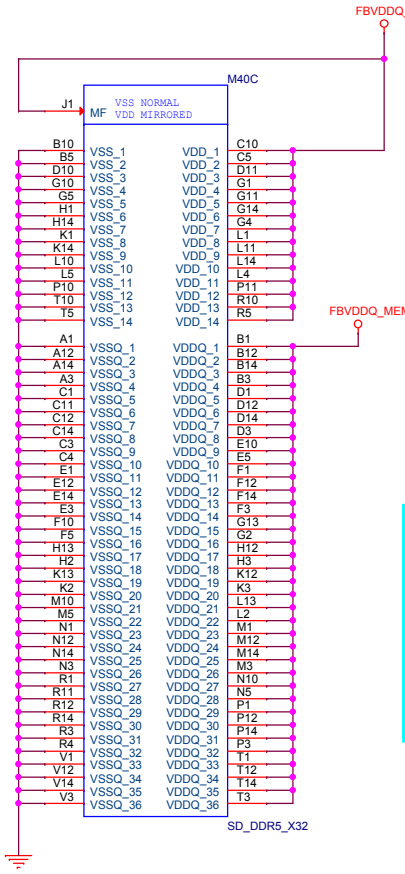 FBVDDQ_
M40C
J1 MF VSS NORMAL
VDD MIRRORED
B10 VSS_1 VDD_1 C10
B5 VSS_2 VDD_2 C5
D10 VSS_3 VDD_3 D11
G10 VSS_4 VDD_4 G1
G5 VSS_5 VDD_5 G11
H1 VSS_6 VDD_6 G14
H14 VSS_7 VDD_7 G4
K1 VSS_8 VDD_8 L1
K14 VSS_9 VDD_9 L11
L10 VSS_10 VDD_10 L14
L5 VSS_11 VDD_11 L4
P10 VSS_12 VDD_12 P11
T10 VSS_13 VDD_13 R10
T5 VSS_14 VDD_14 R5
FBVDDQ_MEM
A1 VSSQ_1 VDDQ_1 B1
A12 VSSQ_2 VDDQ_2 B12
A14 VSSQ_3 VDDQ_3 B14
A3 VSSQ_4 VDDQ_4 B3
C1 VSSQ_5 VDDQ_5 D1
C11 VSSQ_6 VDDQ_6 D12
C12 VSSQ_7 VDDQ_7 D14
C14 VSSQ_8 VDDQ_8 D3
C3 VSSQ_9 VDDQ_9 E10
C4 VSSQ_10 VDDQ_10 E5
E1 VSSQ_11 VDDQ_11 F1
E12 VSSQ_12 VDDQ_12 F12
E14 VSSQ_13 VDDQ_13 F14
E3 VSSQ_14 VDDQ_14 F3
F10 VSSQ_15 VDDQ_15 G13
F5 VSSQ_16 VDDQ_16 G2
H13 VSSQ_17 VDDQ_17 H12
H2 VSSQ_18 VDDQ_18 H3
K13 VSSQ_19 VDDQ_19 K12
K2 VSSQ_20 VDDQ_20 K3
M10 VSSQ_21 VDDQ_21 L13
M5 VSSQ_22 VDDQ_22 L2
N1 VSSQ_23 VDDQ_23 M1
N12 VSSQ_24 VDDQ_24 M12
N14 VSSQ_25 VDDQ_25 M14
N3 VSSQ_26 VDDQ_26 M3
R1 VSSQ_27 VDDQ_27 N10
R11 VSSQ_28 VDDQ_28 N5
R12 VSSQ_29 VDDQ_29 P1
R14 VSSQ_30 VDDQ_30 P12
R3 VSSQ_31 VDDQ_31 P14
R4 VSSQ_32 VDDQ_32 P3
V1 VSSQ_33 VDDQ_33 T1
V12 VSSQ_34 VDDQ_34 T12
V14 VSSQ_35 VDDQ_35 T14
V3 VSSQ_36 VDDQ_36 T3
SD_DDR5_X32